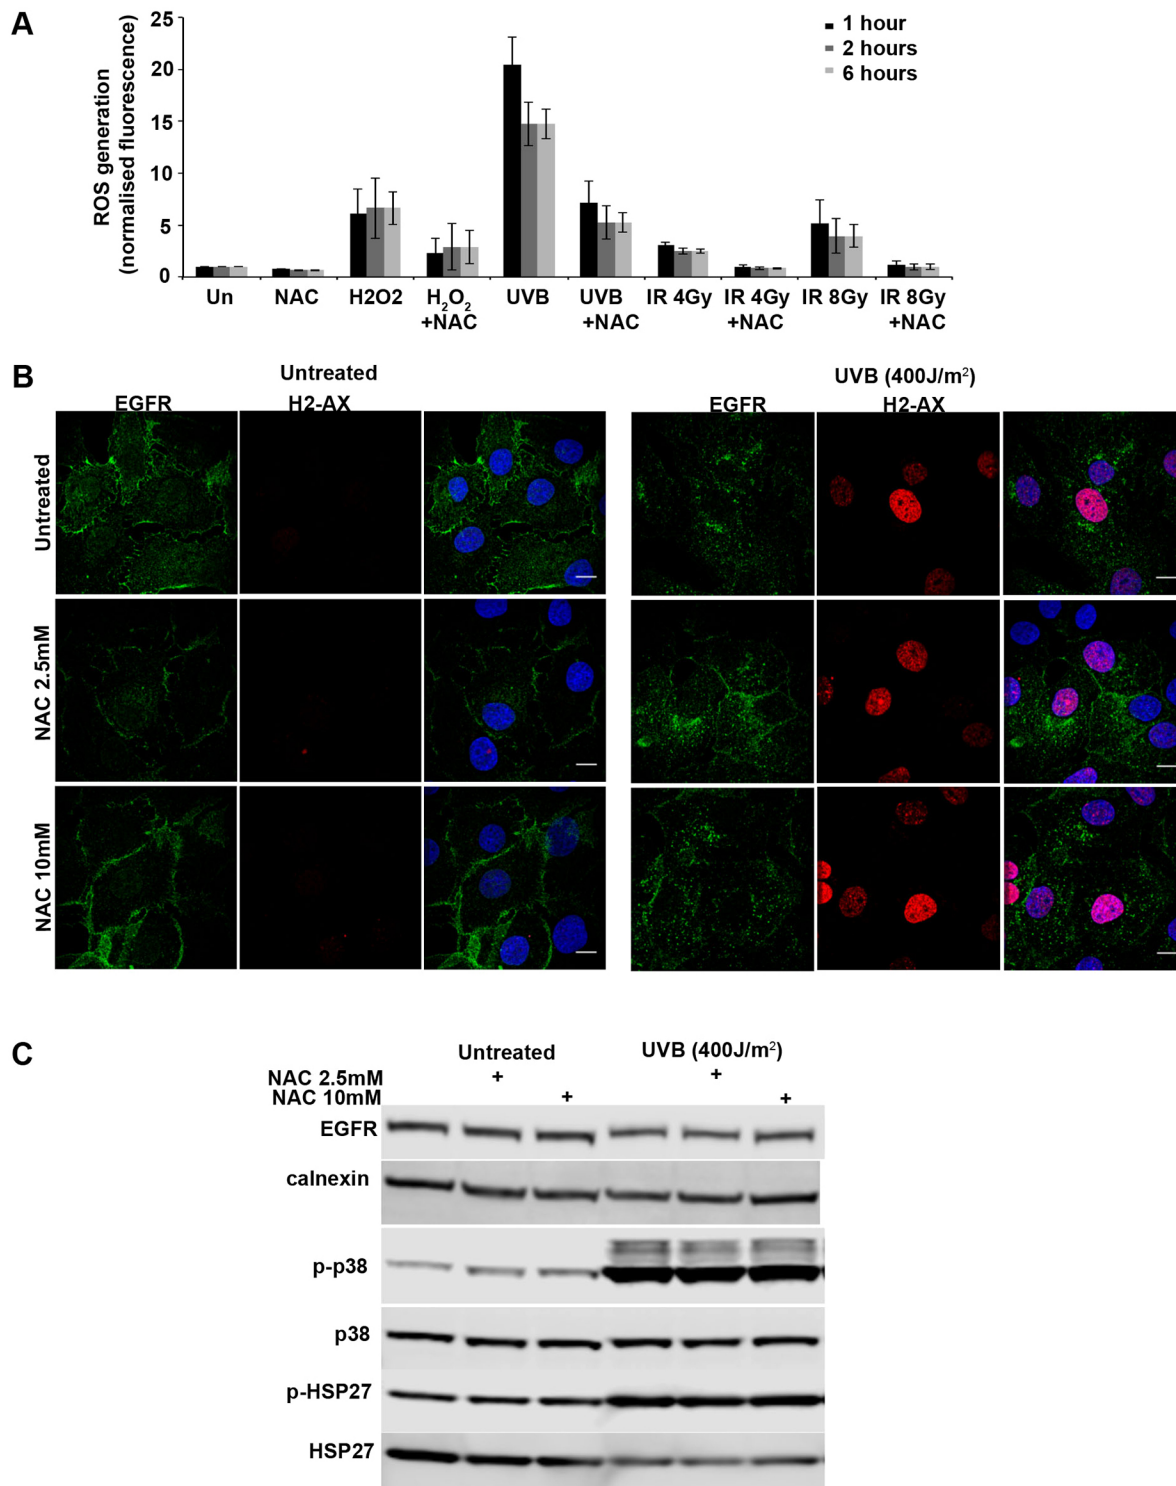 A
25
20
15
10
5
0
ROS generation
(normalised fluorescence)
1 hour
2 hours
6 hours
Un
NAC
H2O2
H2O2
+NAC
UVB
UVB
+NAC
IR 4Gy
IR 4Gy
+NAC
IR 8Gy
IR 8Gy
+NAC
B
Untreated
UVB (400J/m²)
EGFR
H2-AX
EGFR
H2-AX
Untreated
NAC 2.5mM
NAC 10mM
C
Untreated
UVB (400J/m²)
NAC 2.5mM + +
NAC 10mM + +
EGFR
calnexin
p-p38
p38
p-HSP27
HSP27